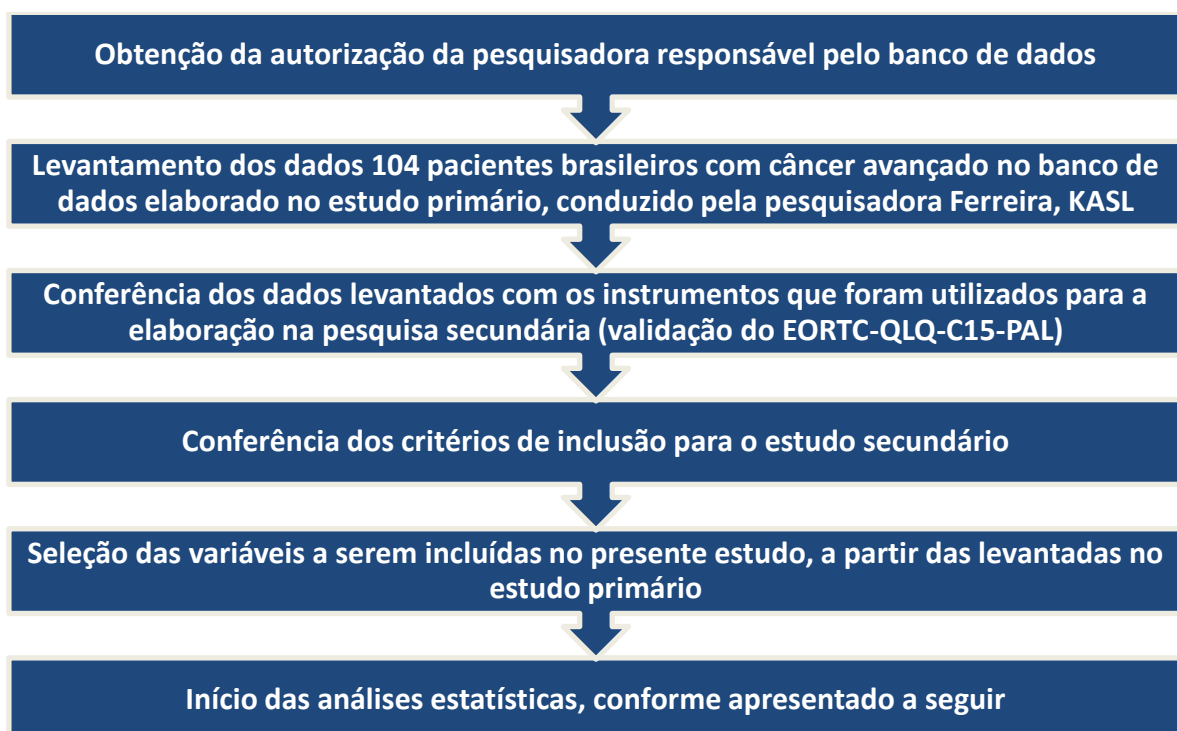 Obtenção da autorização da pesquisadora responsável pelo banco de dados
Levantamento dos dados 104 pacientes brasileiros com câncer avançado no banco de
dados elaborado no estudo primário, conduzido pela pesquisadora Ferreira, KASL
Conferência dos dados levantados com os instrumentos que foram utilizados para a
elaboração na pesquisa secundária (validação do EORTC-QLQ-C15-PAL)
Conferência dos critérios de inclusão para o estudo secundário
Seleção das variáveis a serem incluídas no presente estudo, a partir das levantadas no
estudo primário
Início das análises estatísticas, conforme apresentado a seguir